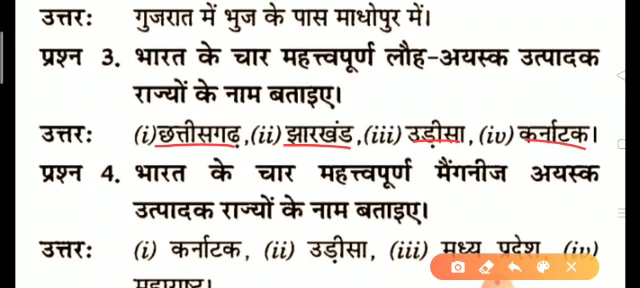 उत्तरः गुजरात में भुज के पास माधोपुर में।
प्रश्न 3. भारत के चार महत्त्वपूर्ण लौह-अयस्क उत्पादक
राज्यों के नाम बताइए।
उत्तरः (i)छत्तीसगढ़,(ii) झारखंड,(iii) उड़ीसा, (iv) कर्नाटक।
प्रश्न 4. भारत के चार महत्त्वपूर्ण मैंगनीज अयस्क
उत्पादक राज्यों के नाम बताइए।
उत्तरः (i) कर्नाटक, (ii) उड़ीसा, (iii) मध्य प्रदेश, (iv)